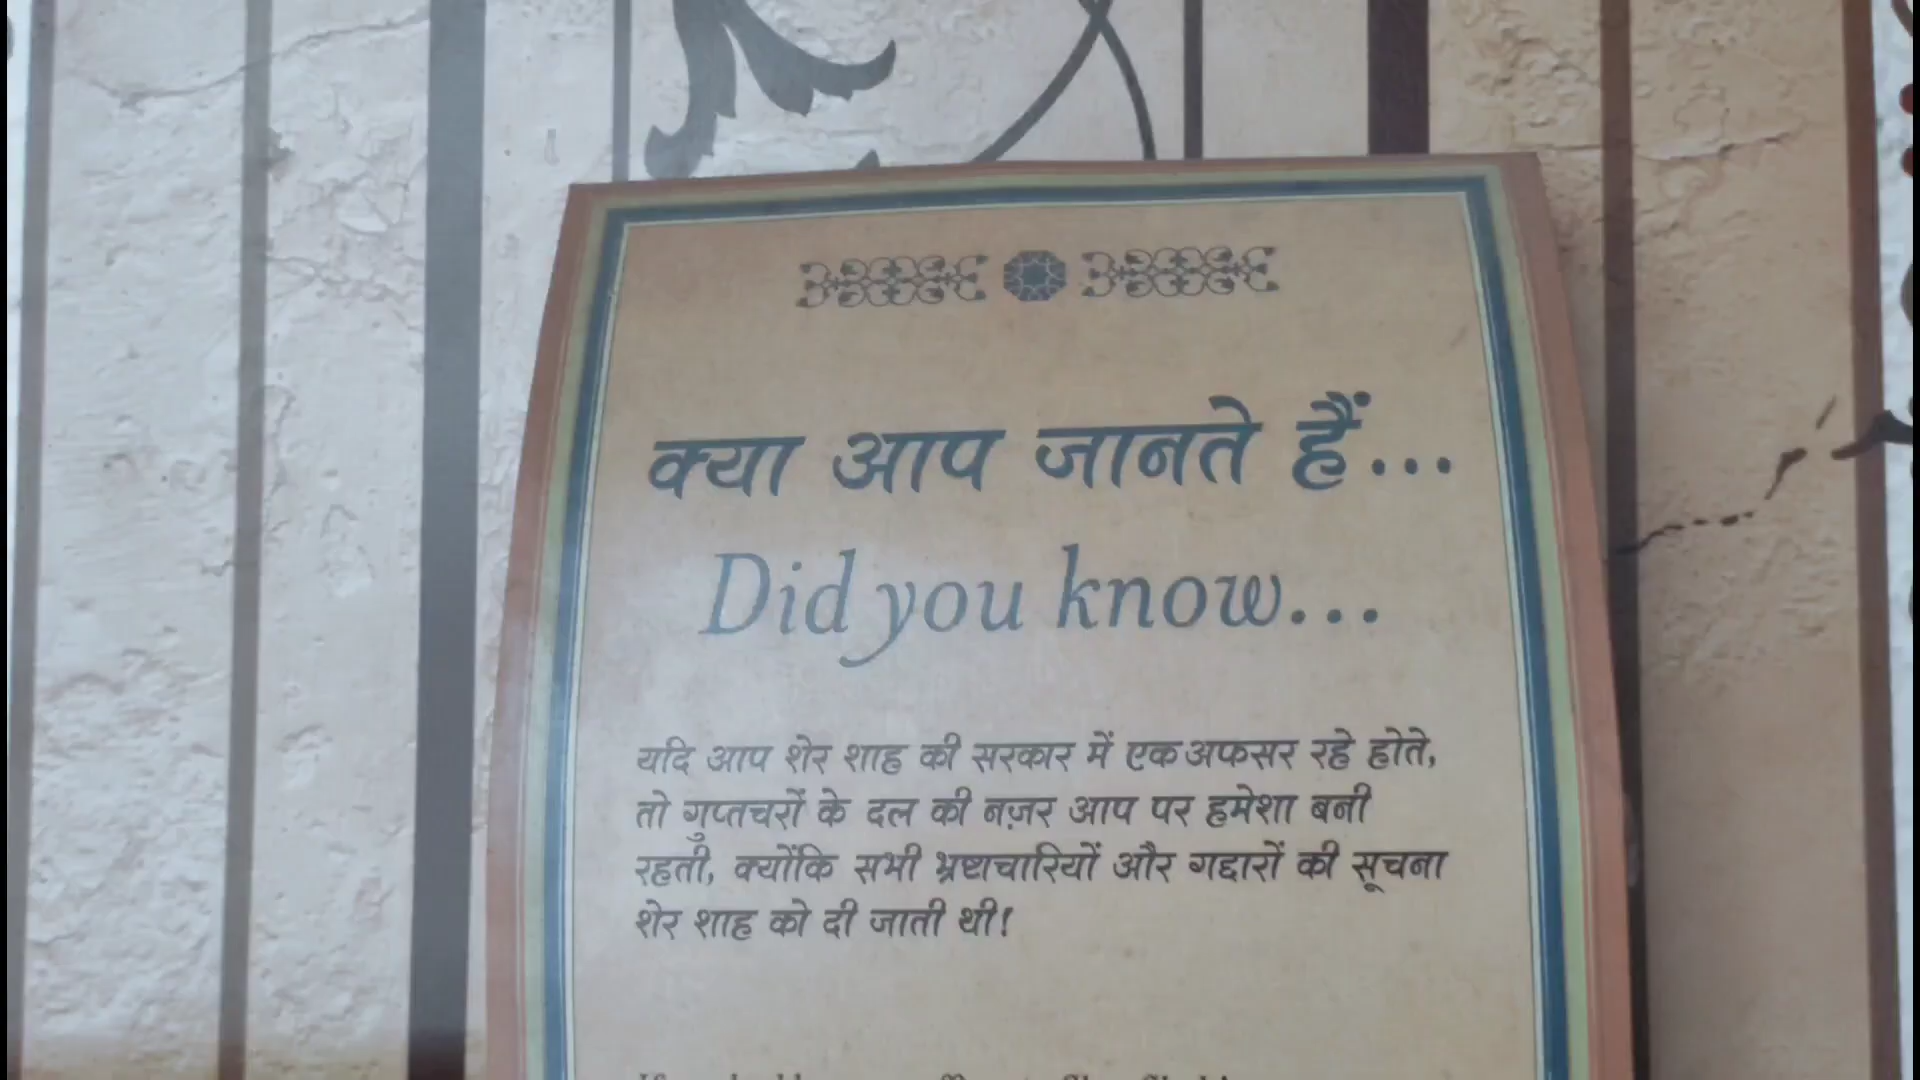 क्या आप जानते हैं...
Did you know...
यदि आप शेर शाह की सरकार में एक अफसर रहे होते,
तो गुप्तचरों के दल की नज़र आप पर हमेशा बनी
रहती, क्योंकि सभी भ्रष्टाचारियों और गद्दारों की सूचना
शेर शाह को दी जाती थी!